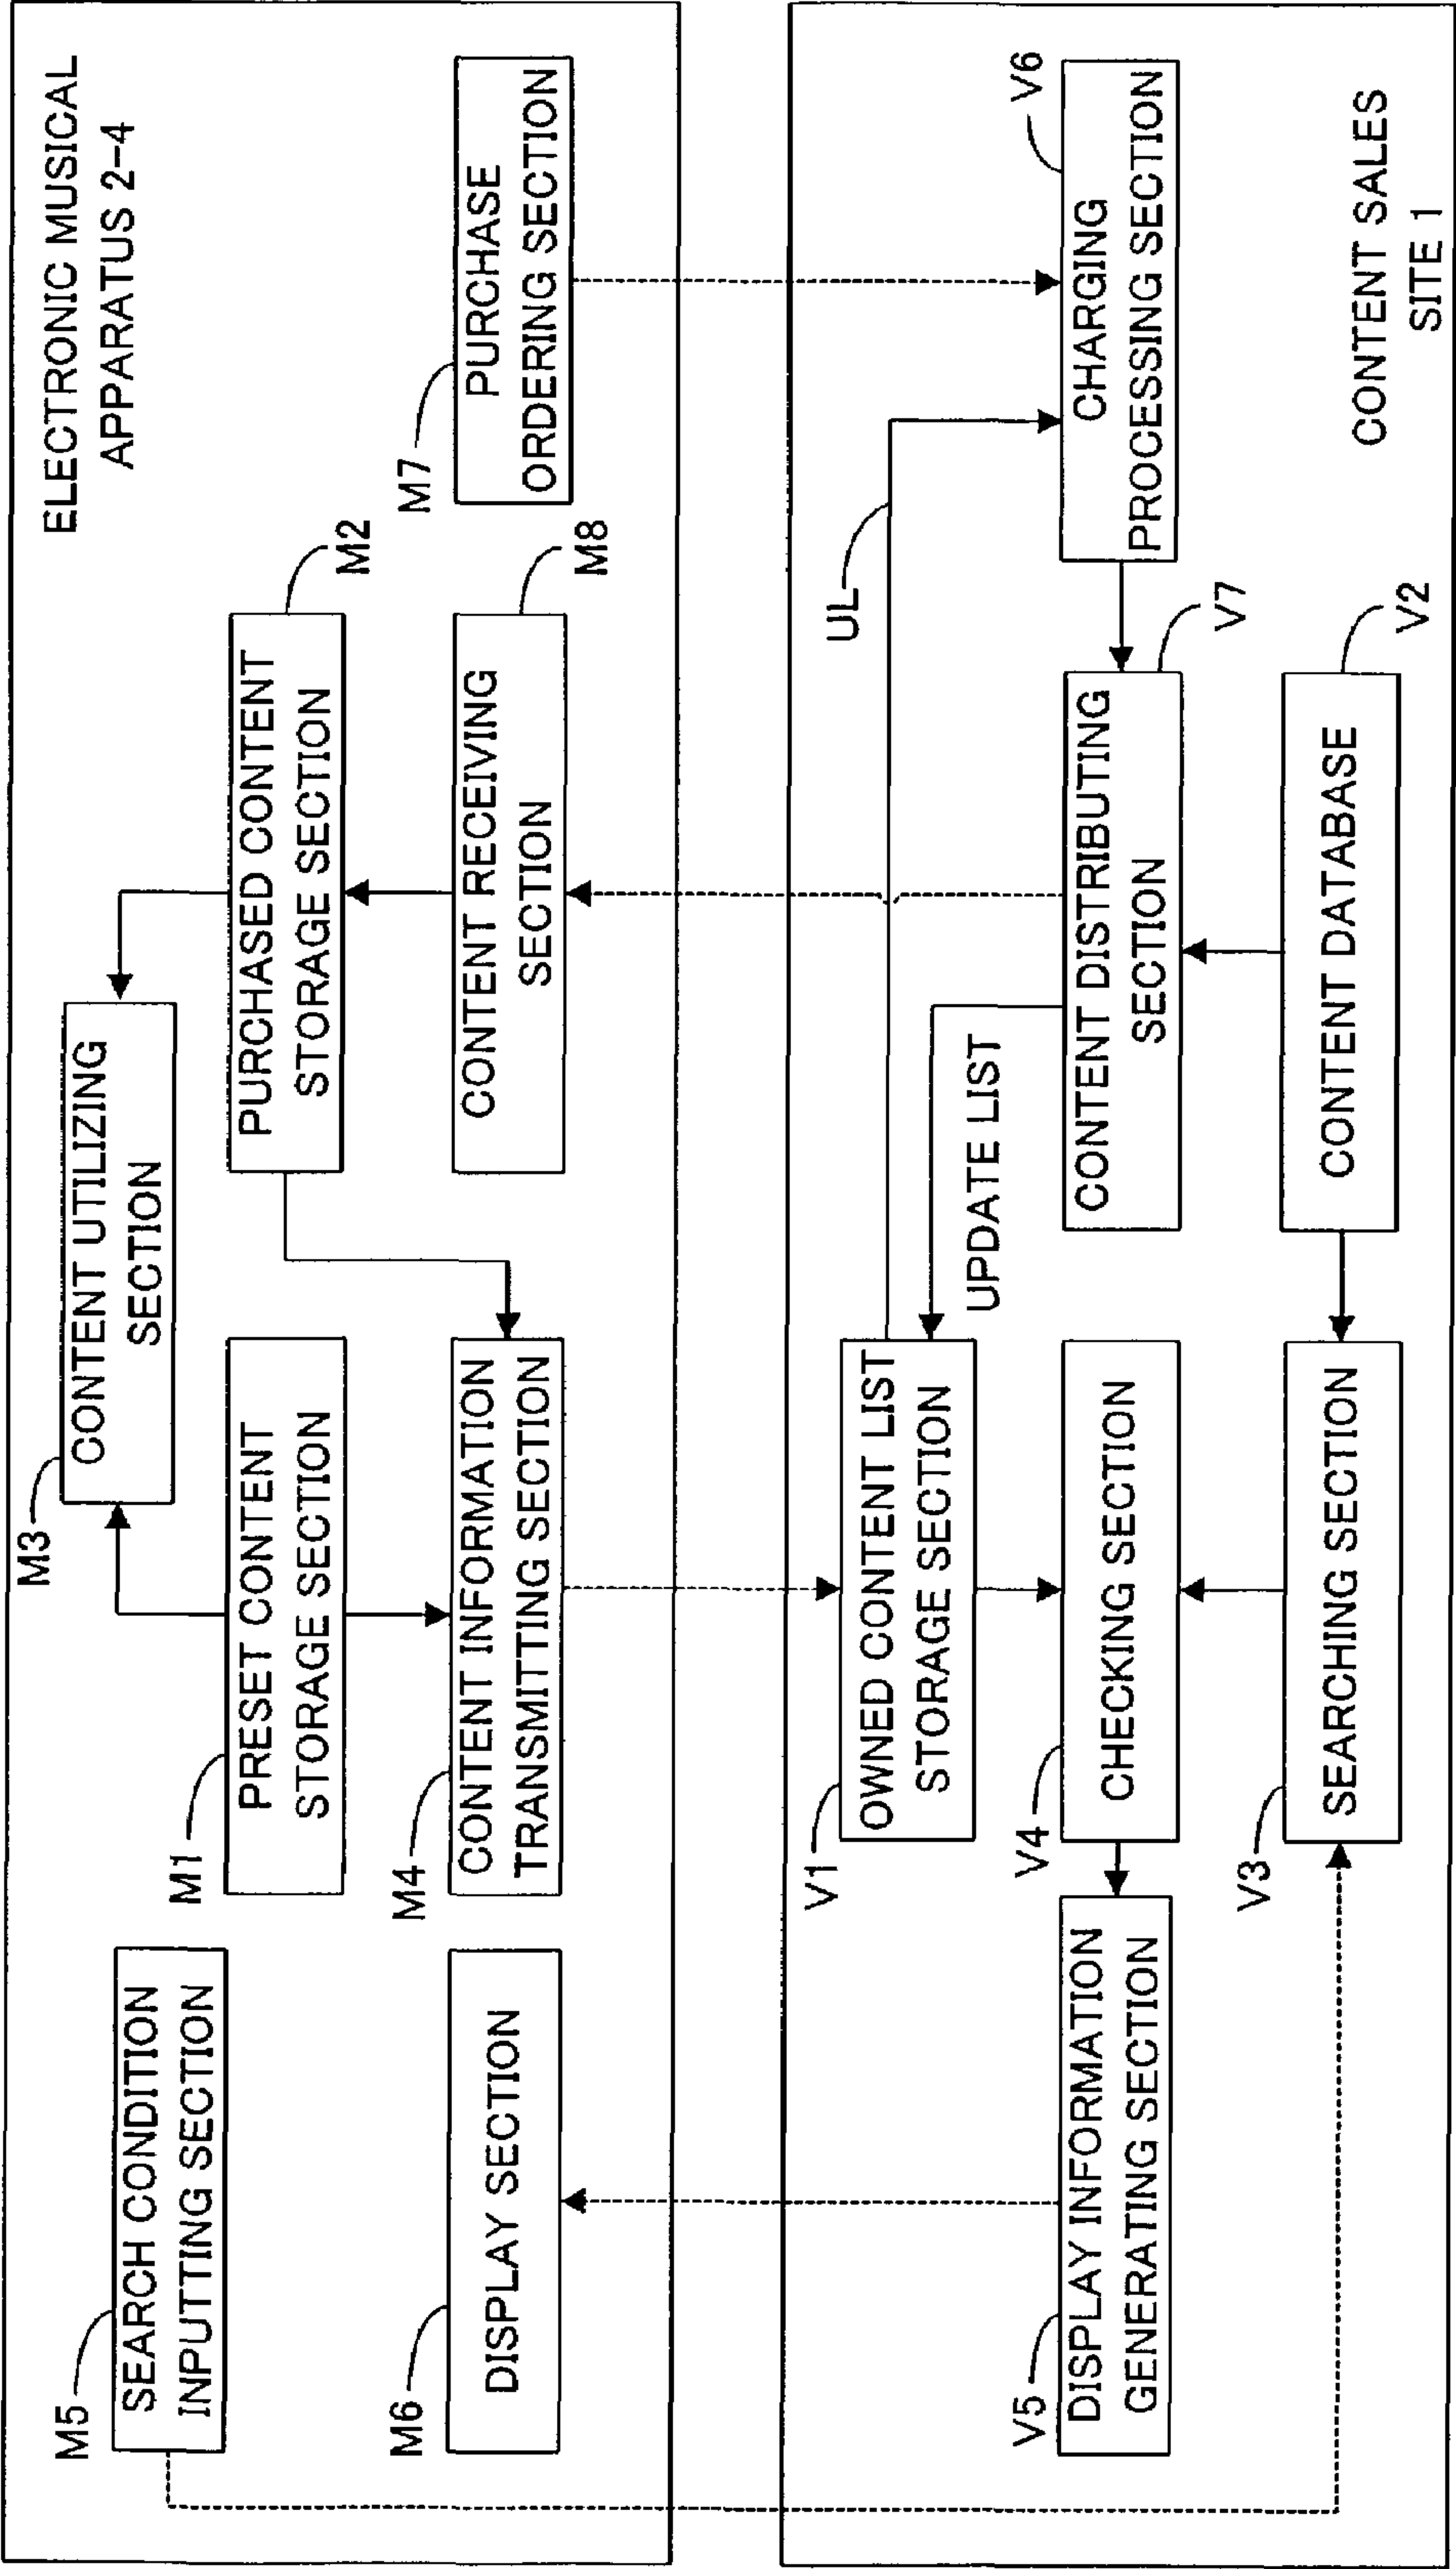 ELECTRONIC MUSICAL
APPARATUS 2-4
M5
SEARCH CONDITION
INPUTTING SECTION
M3
CONTENT UTILIZING
SECTION
M1
PRESET CONTENT
STORAGE SECTION
PURCHASED CONTENT
STORAGE SECTION
M2
M6
DISPLAY SECTION
M4
CONTENT INFORMATION
TRANSMITTING SECTION
CONTENT RECEIVING
SECTION
M8
M7
PURCHASE
ORDERING SECTION
V1
OWNED CONTENT LIST
STORAGE SECTION
UPDATE LIST
UL
V5
DISPLAY INFORMATION
GENERATING SECTION
V4
CHECKING SECTION
CONTENT DISTRIBUTING
SECTION
V7
CHARGING
PROCESSING SECTION
V6
V3
SEARCHING SECTION
CONTENT DATABASE
V2
CONTENT SALES
SITE 1